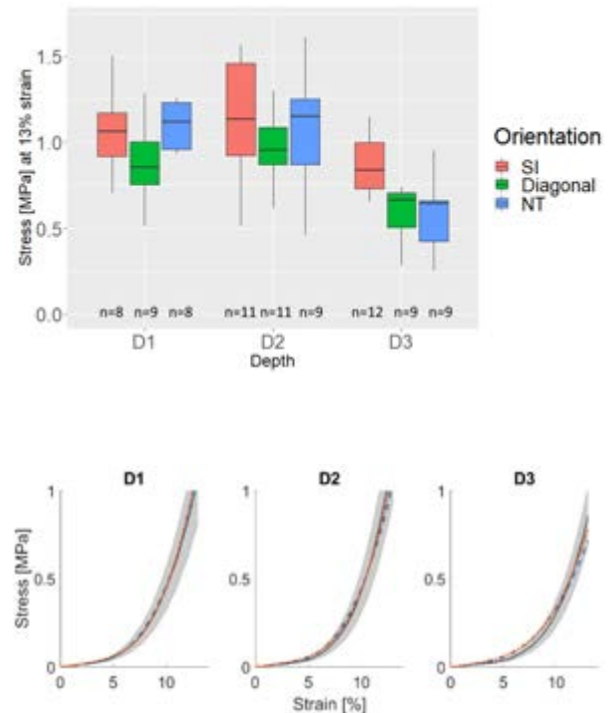 Stress [MPa] at 13% strain
1.5
1.0
0.5
0.0
n=8 n=9 n=8 n=11 n=11 n=9 n=12 n=9 n=9
D1 D2 D3
Depth
Orientation
SI
Diagonal
NT
D1 D2 D3
Stress [MPa]
1 1 1
0.5 0.5 0.5
0 0 0
0 5 10 0 5 10 0 5 10
Strain [%]